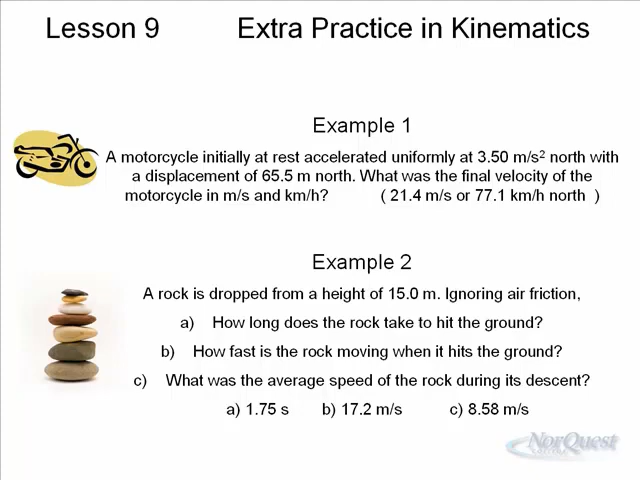 Lesson 9 Extra Practice in Kinematics
Example 1
A motorcycle initially at rest accelerated uniformly at 3.50 m/s² north with
a displacement of 65.5 m north. What was the final velocity of the
motorcycle in m/s and km/h? ( 21.4 m/s or 77.1 km/h north )
Example 2
A rock is dropped from a height of 15.0 m. Ignoring air friction,
a) How long does the rock take to hit the ground?
b) How fast is the rock moving when it hits the ground?
c) What was the average speed of the rock during its descent?
a) 1.75 s b) 17.2 m/s c) 8.58 m/s
NorQuest
COLLEGE